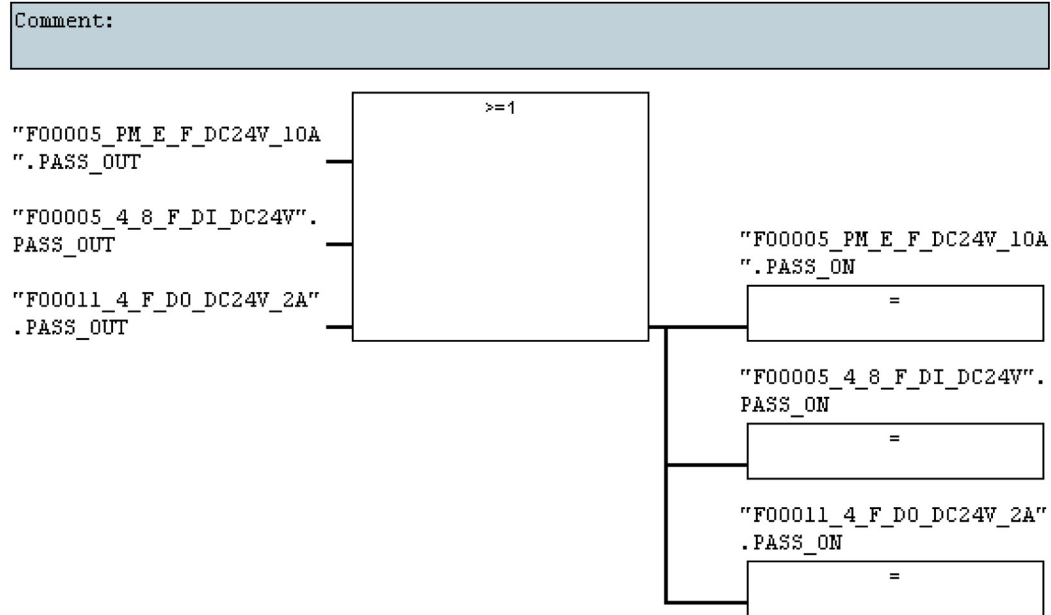 Comment:
>=1
"F00005_PM_E_F_DC24V_10A
".PASS_OUT
"F00005_4_8_F_DI_DC24V".
PASS_OUT
"F00011_4_F_DO_DC24V_2A"
.PASS_OUT
"F00005_PM_E_F_DC24V_10A
".PASS_ON
=
"F00005_4_8_F_DI_DC24V".
PASS_ON
=
"F00011_4_F_DO_DC24V_2A"
.PASS_ON
=